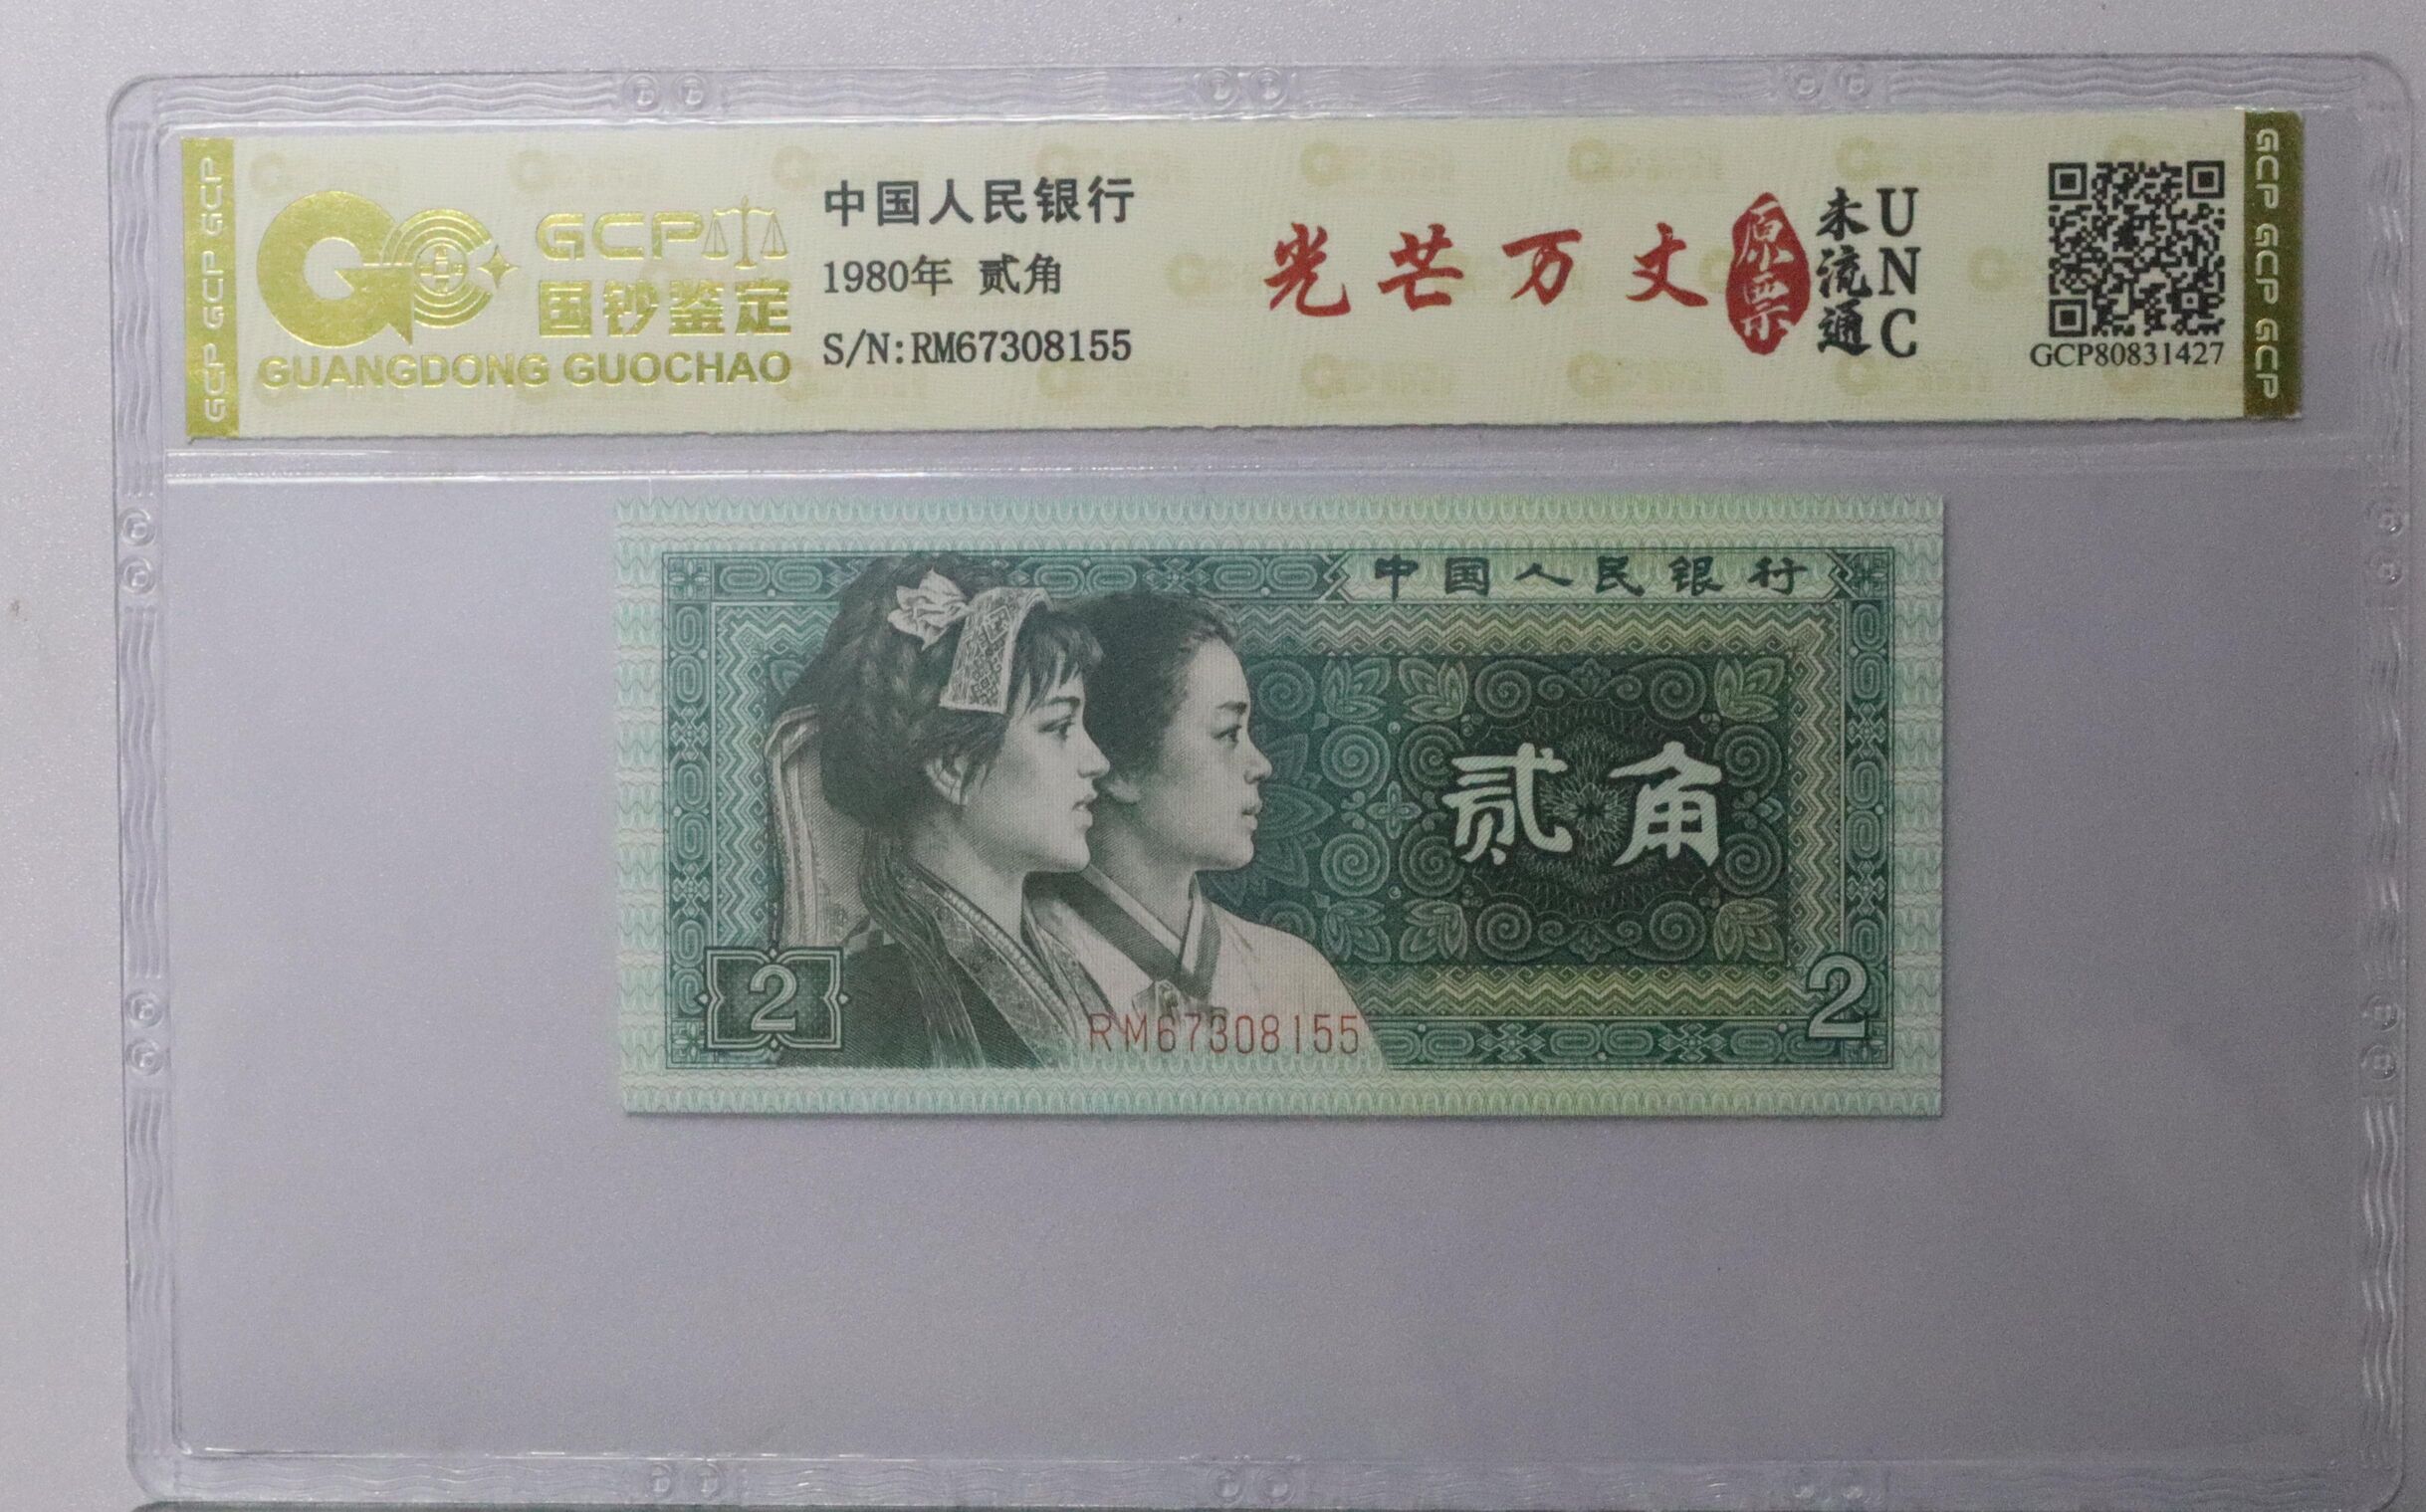 GCP GCP GCP
GCP
国钞鉴定
GUANGDONG GUOCHAO
中国人民银行
1980年 贰角
S/N:RM67308155
光芒万丈
原票
未流通
UNC
GCP80831427
GCP GCP GCP
中国人民银行
贰角
2
RM67308155
2